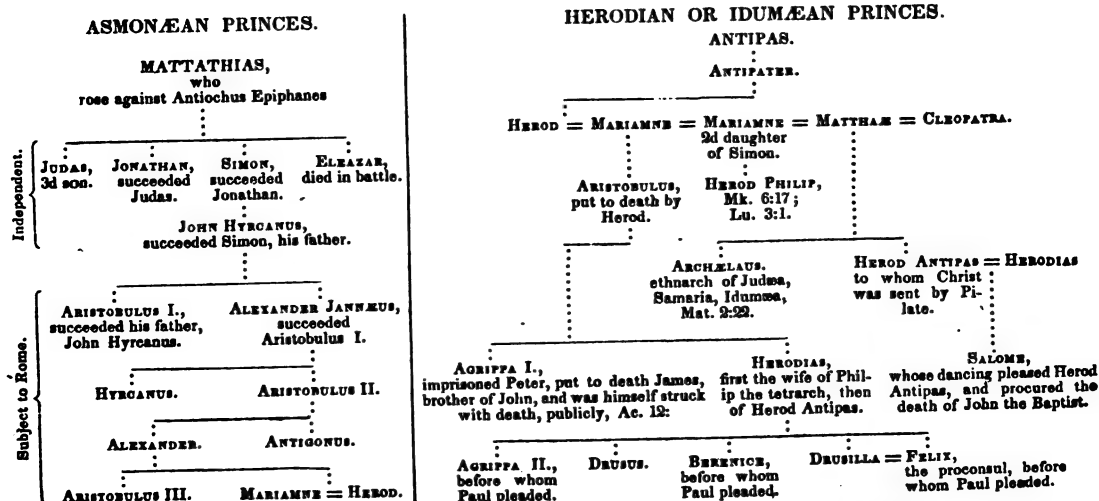 ASMONÆAN PRINCES.
MATTATHIAS,
who
rose against Antiochus Epiphanes
Independent.
JUDAS,
3d son.
JONATHAN,
succeeded
Judas.
SIMON,
succeeded
Jonathan.
ELEAZAR,
died in battle.
JOHN HYRCANUS,
succeeded Simon, his father.
Subject to Rome.
ARISTOBULUS I.,
succeeded his father,
John Hyrcanus.
ALEXANDER JANNÆUS,
succeeded
Aristobulus I.
HYRCANUS.
ARISTOBULUS II.
ALEXANDER.
ANTIGONUS.
ARISTOBULUS III.
MARIAMNE = HEROD.
HERODIAN OR IDUMÆAN PRINCES.
ANTIPAS.
ANTIPATER.
HEROD = MARIAMNE = MARIAMNE = MATTHAÆ = CLEOPATRA.
2d daughter
of Simon.
ARISTOBULUS,
put to death by
Herod.
HEROD PHILIP,
Mk. 6:17;
Lu. 3:1.
ARCHÆLAUS.
ethnarch of Judæa,
Samaria, Idumæa,
Mat. 2:22.
HEROD ANTIPAS = HERODIAS
to whom Christ
was sent by Pi-
late.
AGRIPPA I.,
imprisoned Peter, put to death James,
brother of John, and was himself struck
with death, publicly, Ac. 12:
HERODIAS,
first the wife of Phil-
ip the tetrarch, then
of Herod Antipas.
SALOME,
whose dancing pleased Herod
Antipas, and procured the
death of John the Baptist.
AGRIPPA II.,
before whom
Paul pleaded.
DRUSUS.
BERENICE,
before whom
Paul pleaded.
DRUSILLA = FELIX,
the proconsul, before
whom Paul pleaded.